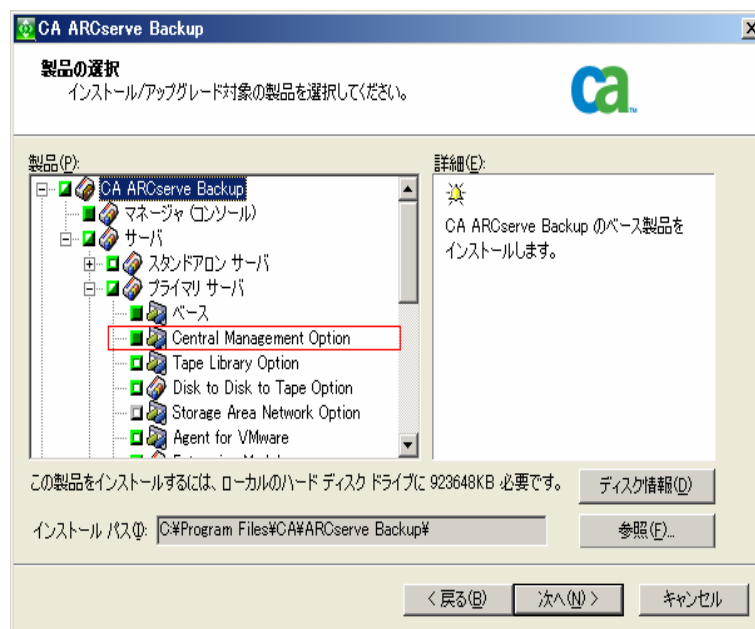 CA ARCserve Backup
製品の選択
インストール/アップグレード対象の製品を選択してください。
ca
製品(P):
CA ARCserve Backup
マネージャ (コンソール)
サーバ
スタンドアロン サーバ
プライマリ サーバ
ベース
Central Management Option
Tape Library Option
Disk to Disk to Tape Option
Storage Area Network Option
Agent for VMware
詳細(E):
CA ARCserve Backup のベース製品を
インストールします。
この製品をインストールするには、ローカルのハード ディスク ドライブに 923648KB 必要です。
ディスク情報(D)
インストール パス(I):
C:¥Program Files¥CA¥ARCserve Backup¥
参照(F)...
< 戻る(B)
次へ(N) >
キャンセル